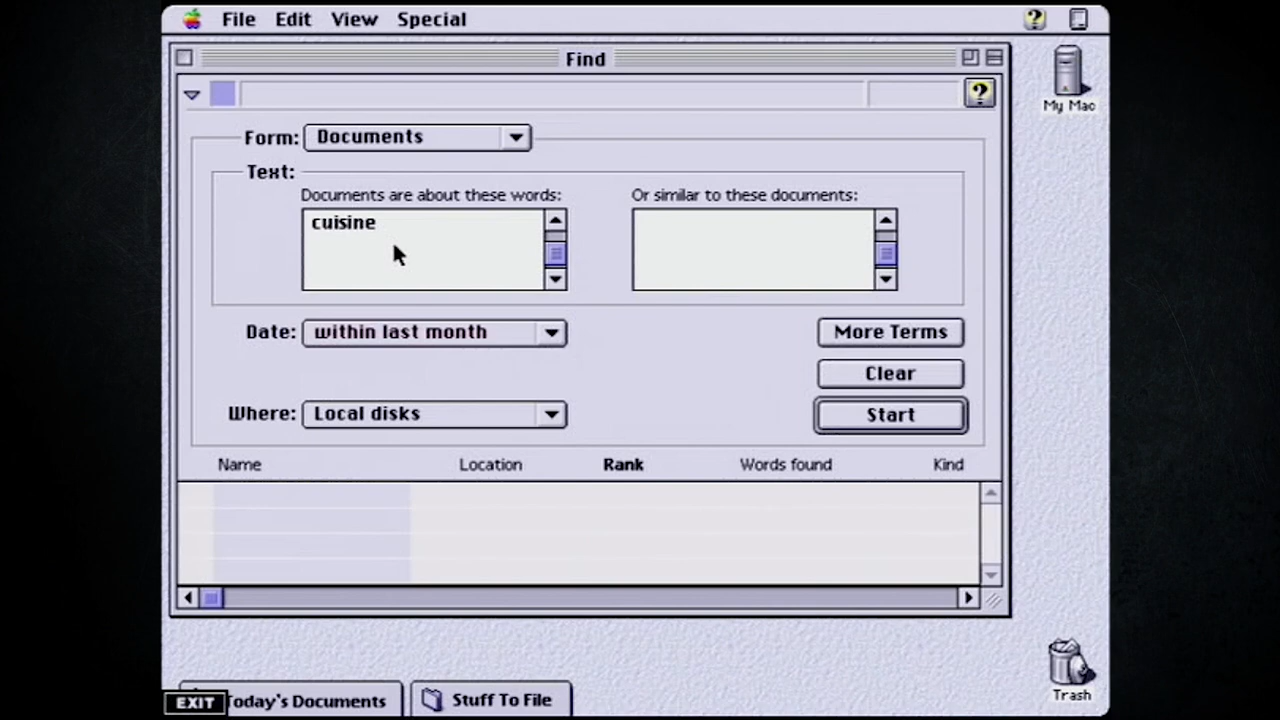 File Edit View Special
Find
My Mac
Form: Documents
Text:
Documents are about these words: Or similar to these documents:
cuisine
Date: within last month
More Terms
Clear
Where: Local disks
Start
Name Location Rank Words found Kind
Trash
EXIT Today's Documents Stuff To File